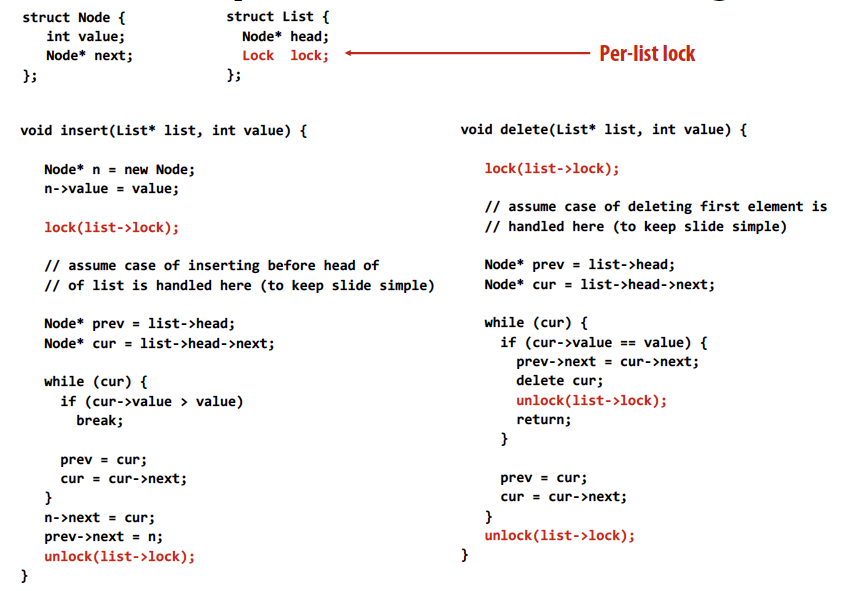 struct Node {
   int value;
   Node* next;
};
struct List {
  Node* head;
  Lock  lock;
};
Per-list lock
void insert(List* list, int value) {

   Node* n = new Node;
   n->value = value;

   lock(list->lock);

   // assume case of inserting before head of
   // of list is handled here (to keep slide simple)

   Node* prev = list->head;
   Node* cur = list->head->next;

   while (cur) {
     if (cur->value > value)
       break;

     prev = cur;
     cur = cur->next;
   }
   n->next = cur;
   prev->next = n;
   unlock(list->lock);
}
void delete(List* list, int value) {

   lock(list->lock);

   // assume case of deleting first element is
   // handled here (to keep slide simple)

   Node* prev = list->head;
   Node* cur = list->head->next;

   while (cur) {
     if (cur->value == value) {
       prev->next = cur->next;
       delete cur;
       unlock(list->lock);
       return;
     }

     prev = cur;
     cur = cur->next;
   }
   unlock(list->lock);
}